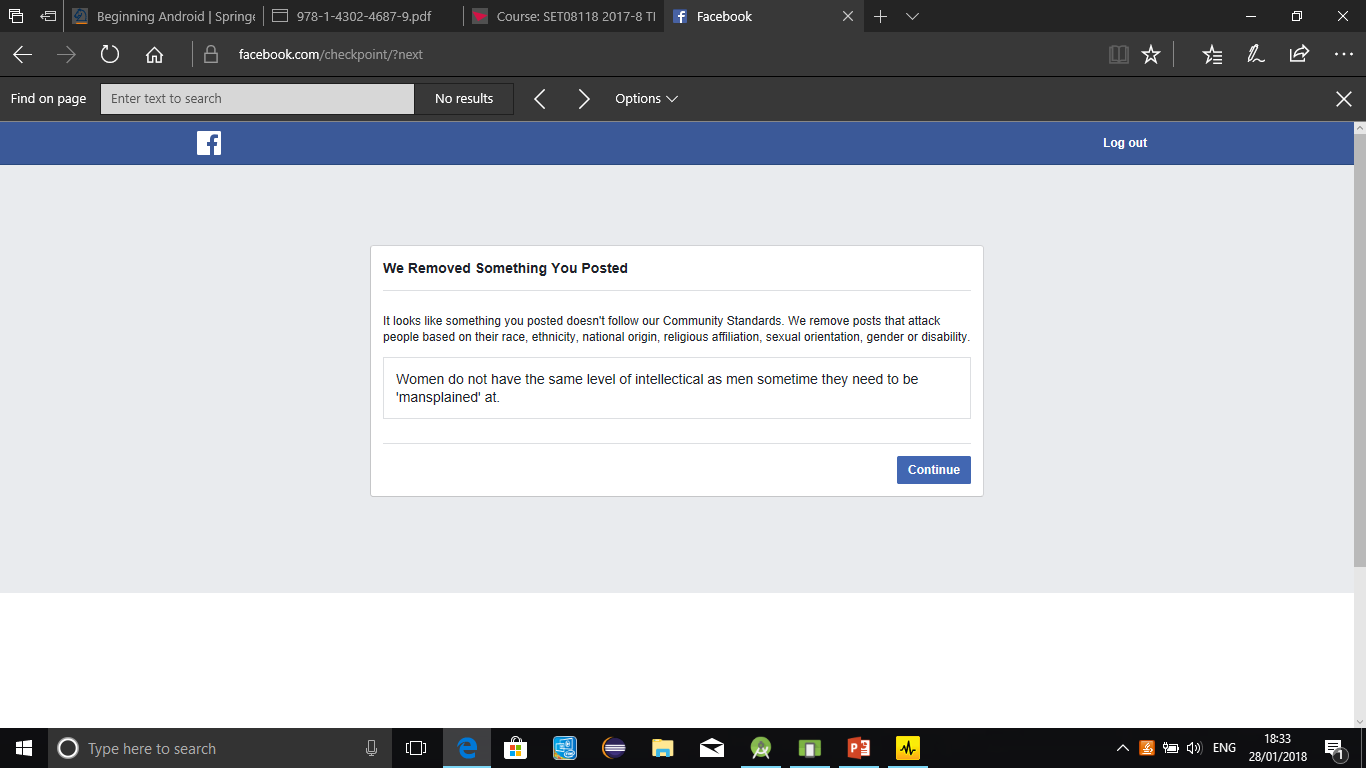 Beginning Android | Springe
978-1-4302-4687-9.pdf
Course: SET08118 2017-8 TI
Facebook
facebook.com/checkpoint/?next
Find on page
Enter text to search
No results
Options
Log out
We Removed Something You Posted
It looks like something you posted doesn't follow our Community Standards. We remove posts that attack
people based on their race, ethnicity, national origin, religious affiliation, sexual orientation, gender or disability.
Women do not have the same level of intellectical as men sometime they need to be
'mansplained' at.
Continue
Type here to search
ENG
18:33
28/01/2018
1